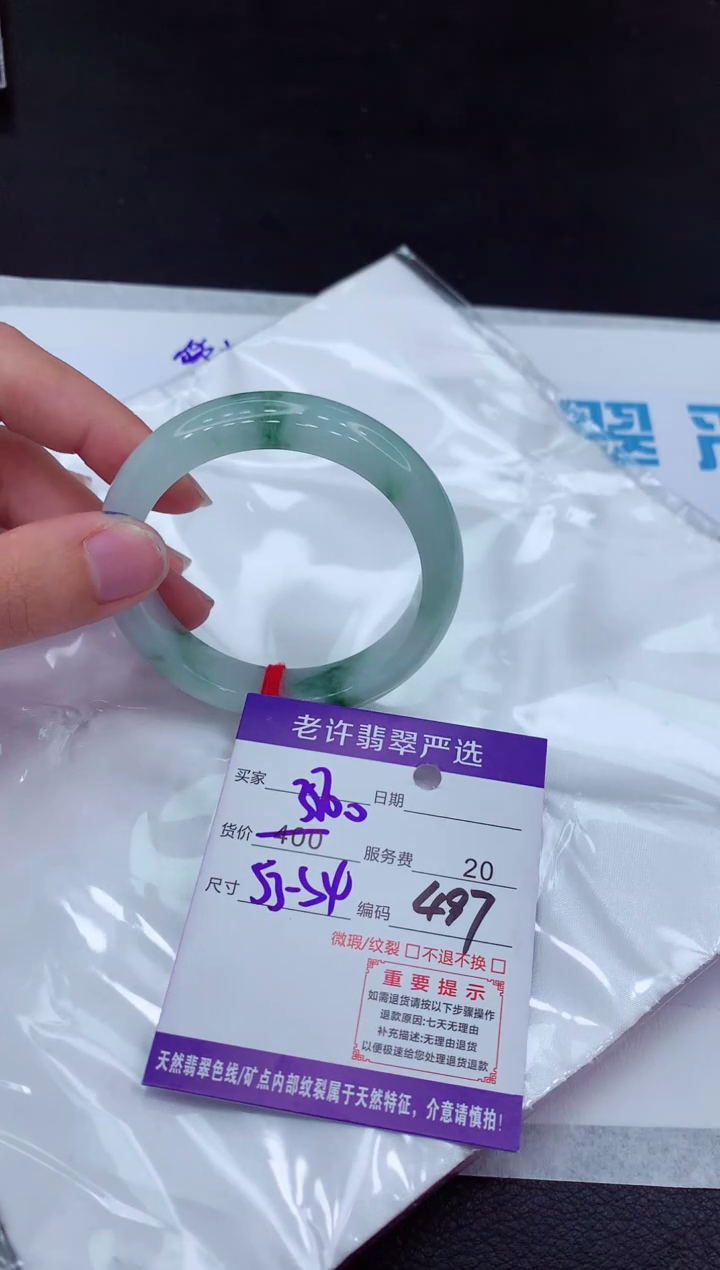 翠
老许翡翠严选
买家 日期
货价 400 服务费 20
尺寸 53-54 编码 497
微瑕/纹裂 □ 不退不换 □
重要提示
如需退货请按以下步骤操作
退款原因:七天无理由
补充描述:无理由退货
以便极速给您处理退货退款
天然翡翠色线/矿点内部纹裂属于天然特征，介意请慎拍!